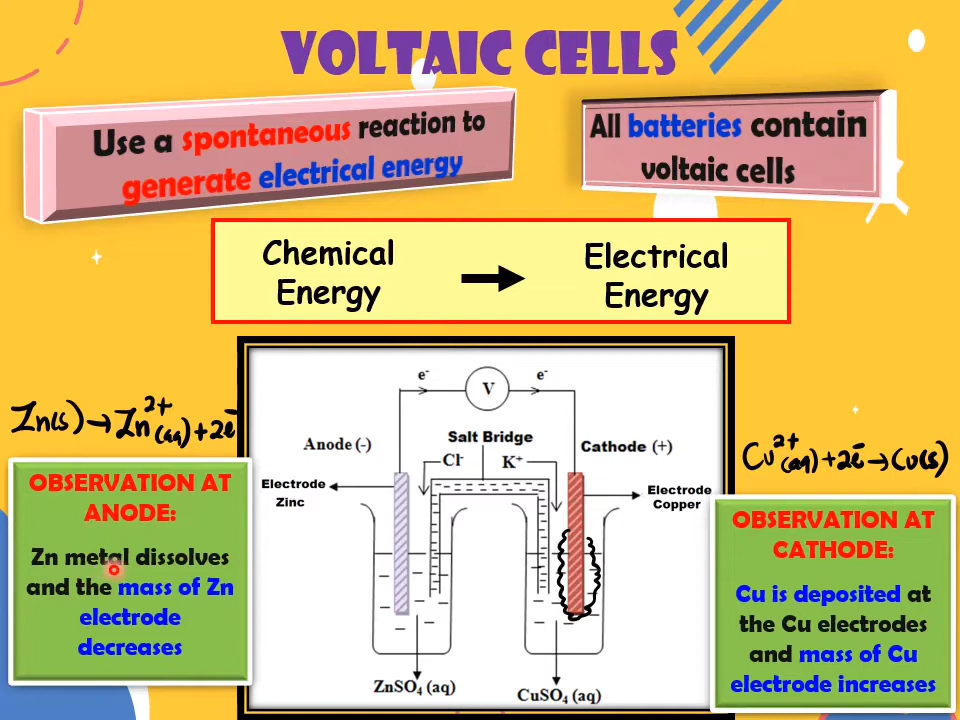 VOLTAIC CELLS
Use a spontaneous reaction to
generate electrical energy
All batteries contain
voltaic cells
Chemical
Energy
Electrical
Energy
e⁻
V
e⁻
Anode (-)
Salt Bridge
Cathode (+)
Cl⁻
K⁺
Electrode
Zinc
Electrode
Copper
ZnSO₄ (aq)
CuSO₄ (aq)
Zn(s) → Zn²⁺(aq) + 2e⁻
OBSERVATION AT
ANODE:
Zn metal dissolves
and the mass of Zn
electrode
decreases
Cu²⁺(aq) + 2e⁻ → Cu(s)
OBSERVATION AT
CATHODE:
Cu is deposited at
the Cu electrodes
and mass of Cu
electrode increases